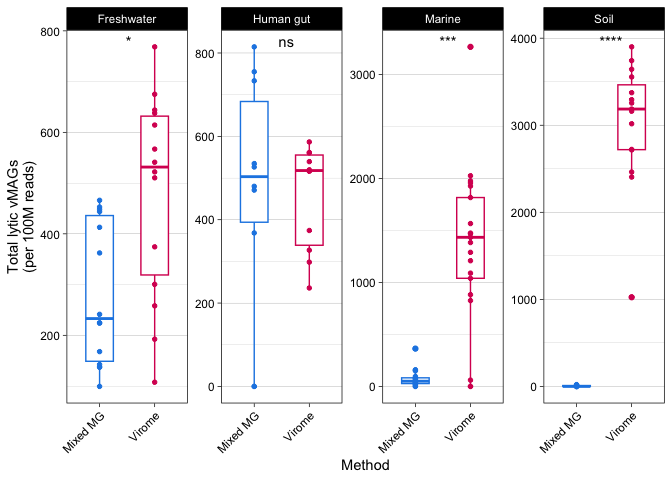 Freshwater
Human gut
Marine
Soil
*
ns
***
****
800
600
400
200
800
600
400
200
0
3000
2000
1000
0
4000
3000
2000
1000
0
Total lytic vMAGs
(per 100M reads)
Mixed MG
Virome
Mixed MG
Virome
Mixed MG
Virome
Mixed MG
Virome
Method